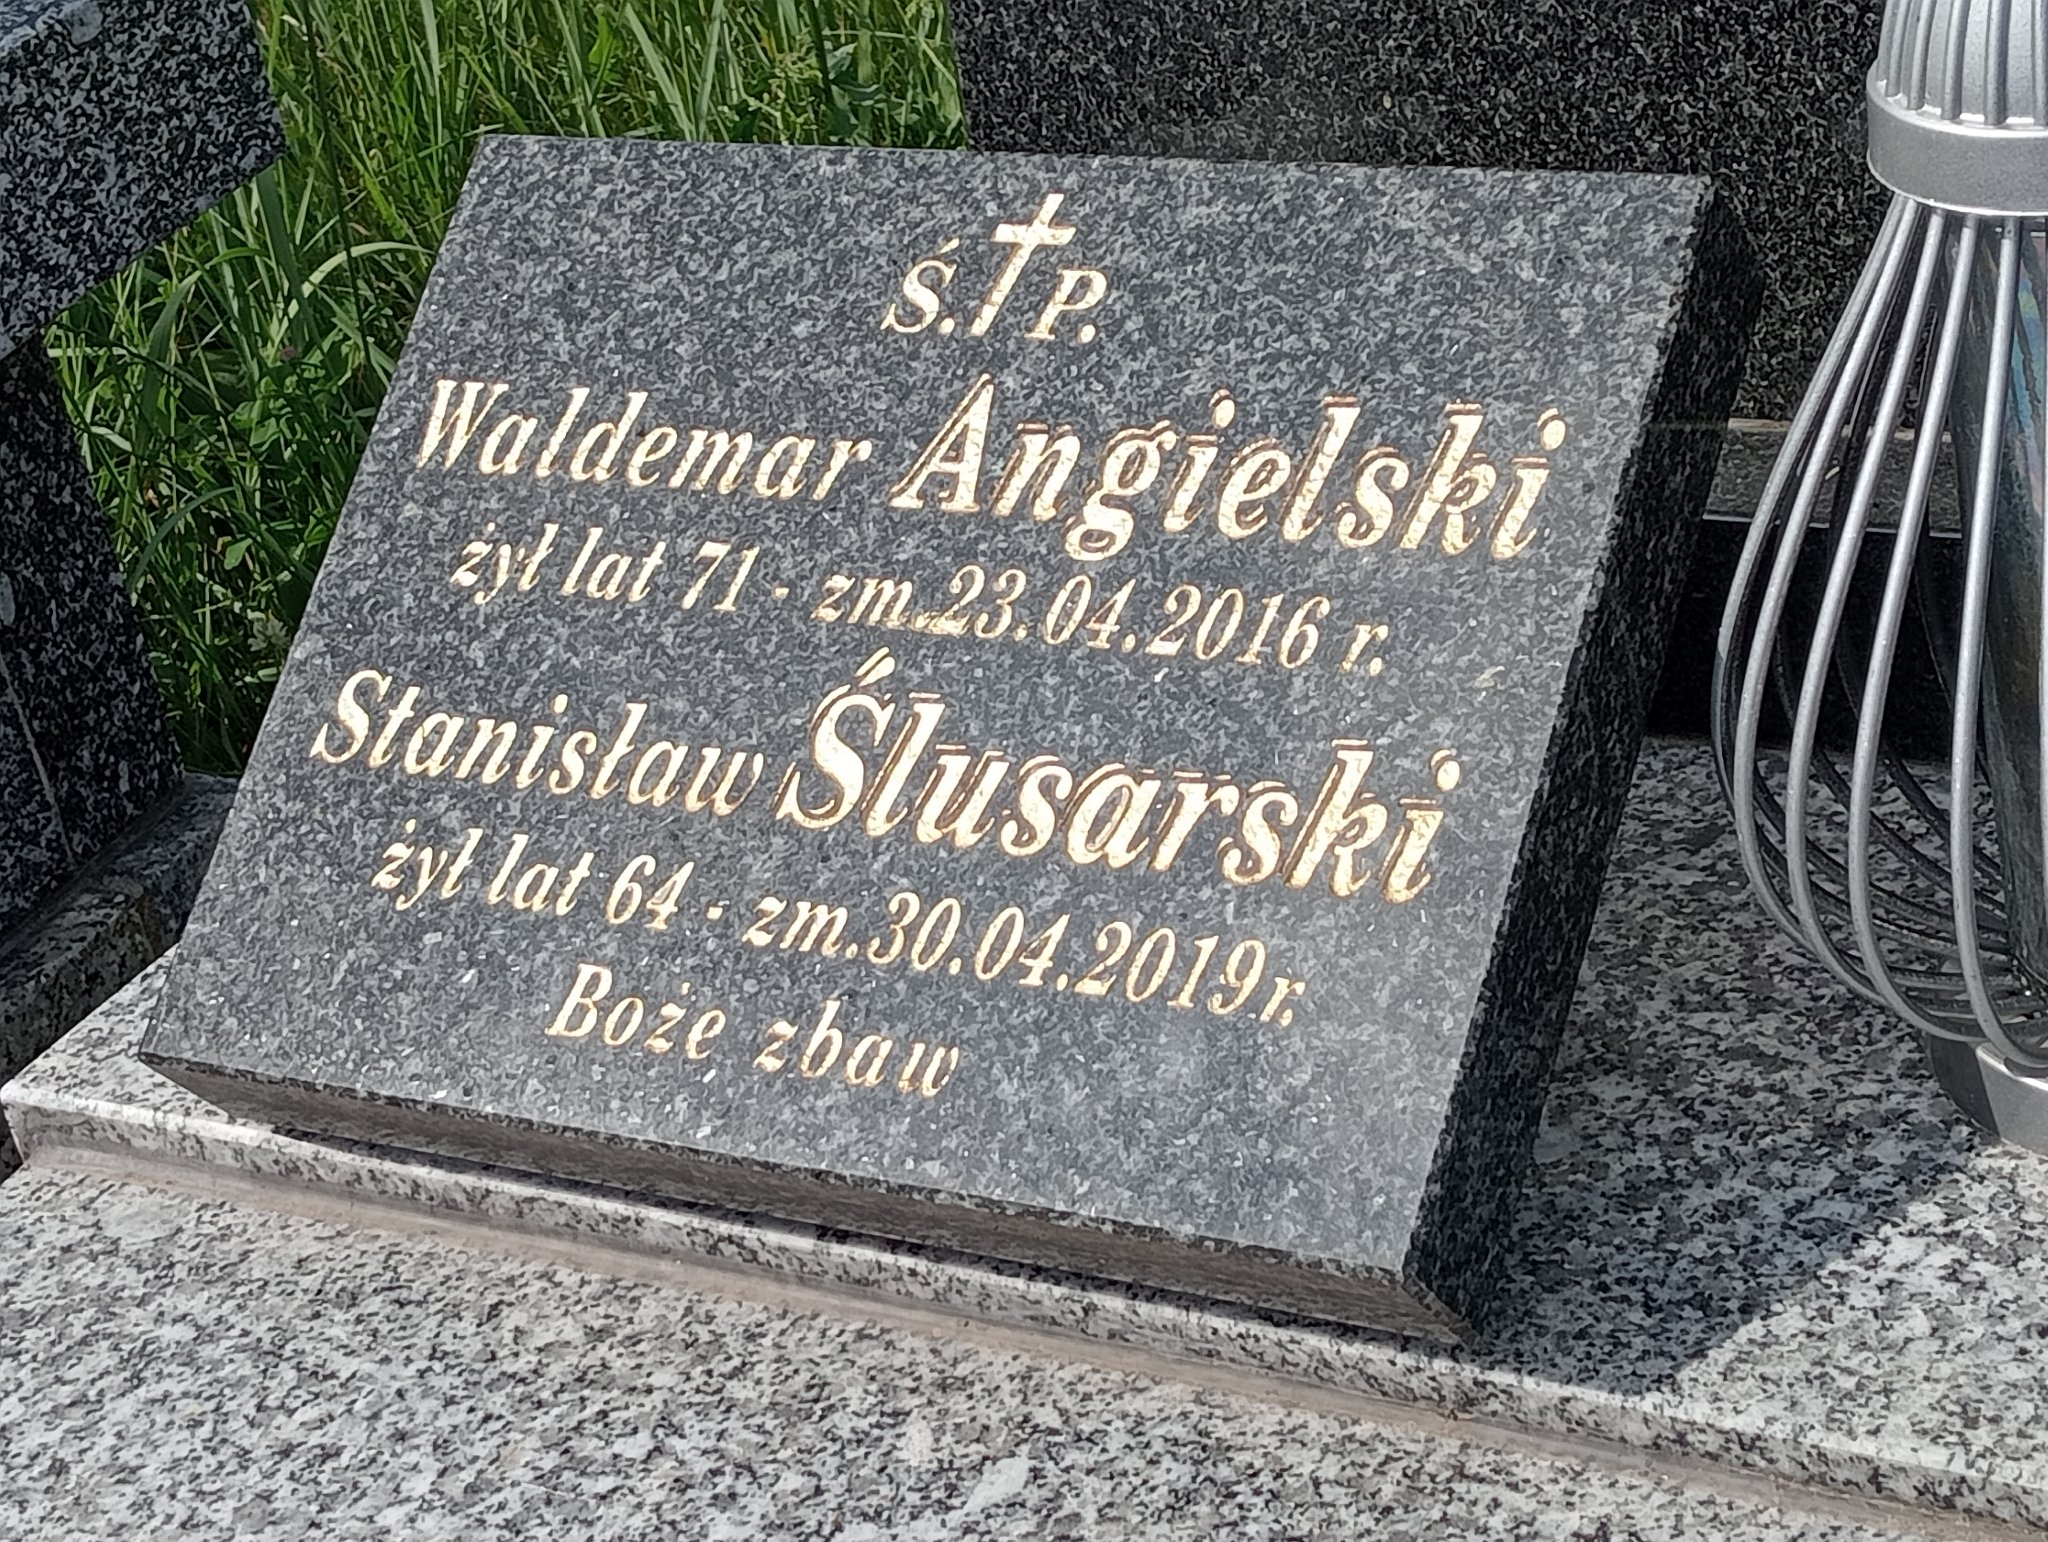 Ś.P.
Waldemar Angielski
żył lat 71 - zm.23.04.2016 r.
Stanisław Ślusarski
żył lat 64 - zm.30.04.2019r.
Boże zbaw